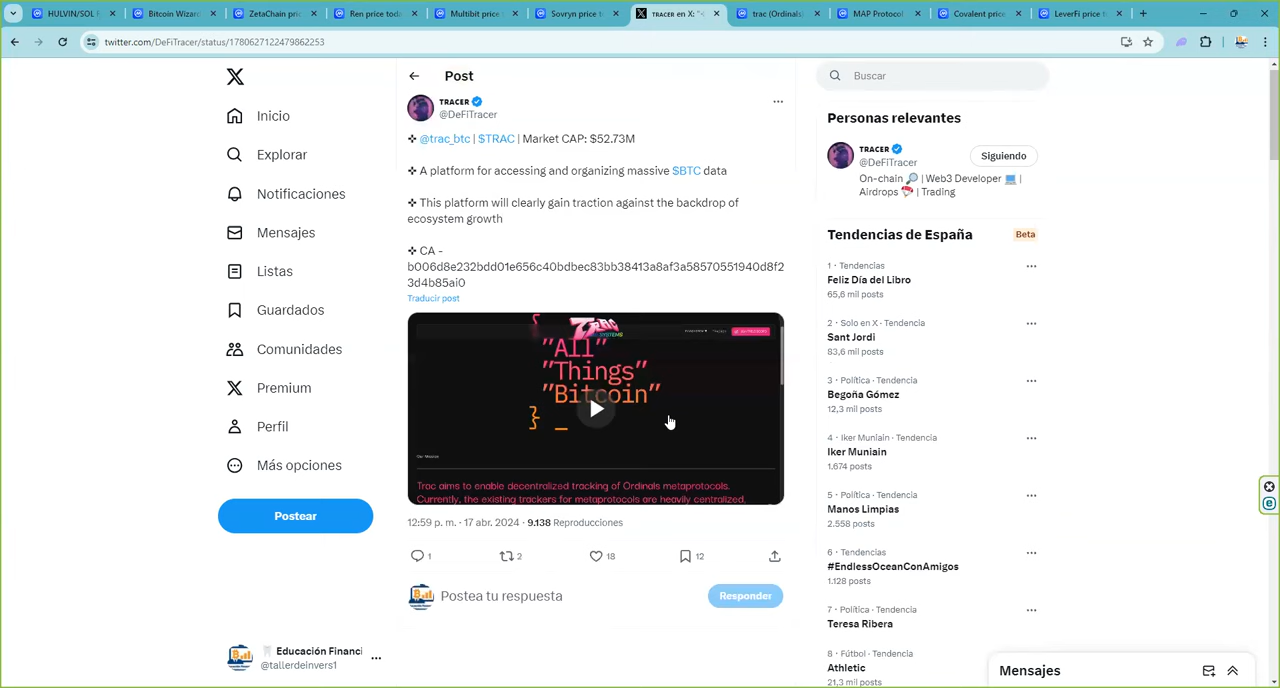 HULVIN/SOL
Bitcoin Wizard
ZetaChain pri
Ren price toda
Multibit price
Sovryn price t
TRACER en X: "
trac (Ordinals)
MAP Protocol
Covalent price
LeverFi price t
twitter.com/DeFiTracer/status/1780627122479862253
Inicio
Explorar
Notificaciones
Mensajes
Listas
Guardados
Comunidades
Premium
Perfil
Más opciones
Postear
Educación Financi
@tallerdeinvers1
Post
TRACER
@DeFiTracer
@trac_btc | $TRAC | Market CAP: $52.73M
A platform for accessing and organizing massive $BTC data
This platform will clearly gain traction against the backdrop of
ecosystem growth
CA -
b006d8e232bdd01e656c40bdbec83bb38413a8af3a58570551940d8f2
3d4b85ai0
Traducir post
TRAC
SYSTEMS
{
"All"
"Things"
"Bitcoin"
} _
Our Mission
Trac aims to enable decentralized tracking of Ordinals metaprotocols.
Currently, the existing trackers for metaprotocols are heavily centralized,
12:59 p. m. · 17 abr. 2024 · 9.138 Reproducciones
1
2
18
12
Postea tu respuesta
Responder
Buscar
Personas relevantes
TRACER
@DeFiTracer
Siguiendo
On-chain 🔎 | Web3 Developer 💻 |
Airdrops 🪂 | Trading
Tendencias de España
Beta
1 · Tendencias
Feliz Día del Libro
65,6 mil posts
2 · Solo en X · Tendencia
Sant Jordi
83,6 mil posts
3 · Política · Tendencia
Begoña Gómez
12,3 mil posts
4 · Iker Muniain · Tendencia
Iker Muniain
1.674 posts
5 · Política · Tendencia
Manos Limpias
2.558 posts
6 · Tendencias
#EndlessOceanConAmigos
1.128 posts
7 · Política · Tendencia
Teresa Ribera
8 · Fútbol · Tendencia
Athletic
21,3 mil posts
Mensajes